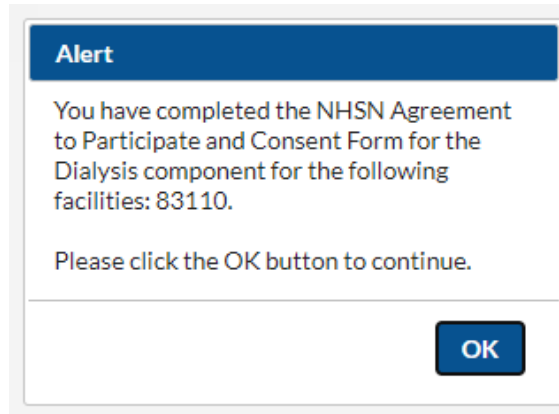 Alert
You have completed the NHSN Agreement
to Participate and Consent Form for the
Dialysis component for the following
facilities: 83110.
Please click the OK button to continue.
OK